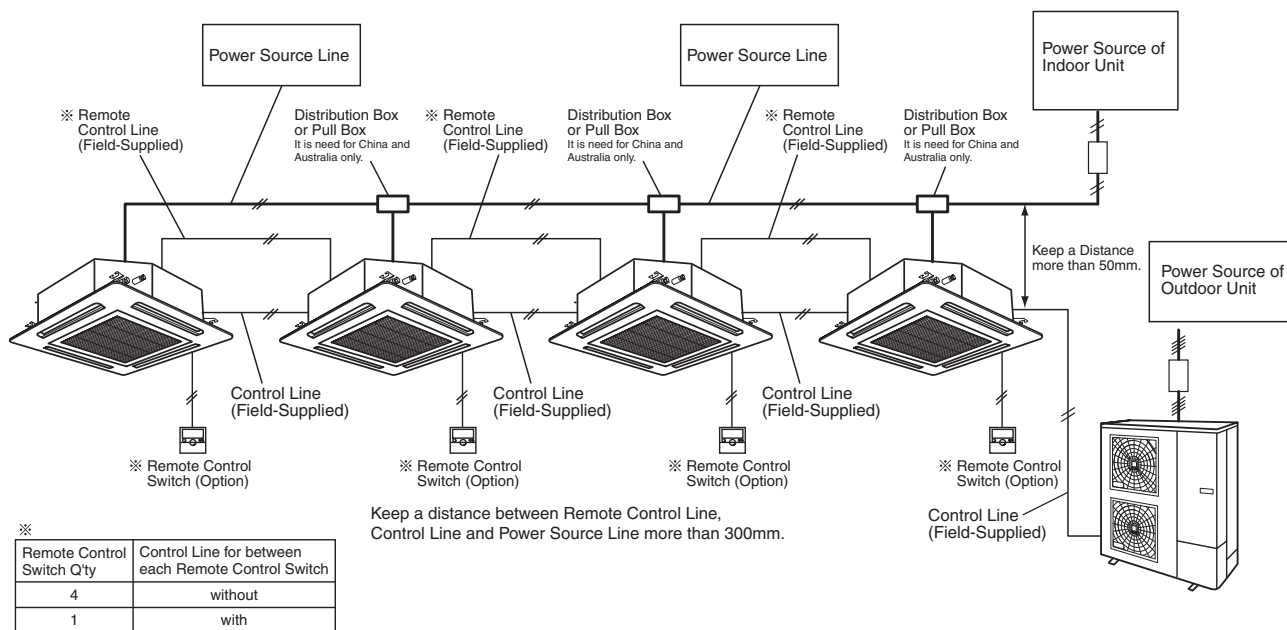 Power Source Line
Power Source Line
Power Source of
Indoor Unit
※ Remote
Control Line
(Field-Supplied)
Distribution Box
or Pull Box
It is need for China and
Australia only.
※ Remote
Control Line
(Field-Supplied)
Distribution Box
or Pull Box
It is need for China and
Australia only.
※ Remote
Control Line
(Field-Supplied)
Distribution Box
or Pull Box
It is need for China and
Australia only.
Keep a Distance
more than 50mm.
Power Source of
Outdoor Unit
Control Line
(Field-Supplied)
Control Line
(Field-Supplied)
Control Line
(Field-Supplied)
※ Remote Control
Switch (Option)
※ Remote Control
Switch (Option)
※ Remote Control
Switch (Option)
※ Remote Control
Switch (Option)
Control Line
(Field-Supplied)
Keep a distance between Remote Control Line,
Control Line and Power Source Line more than 300mm.
※
Remote Control
Switch Q'ty
Control Line for between
each Remote Control Switch
4 without
1 with